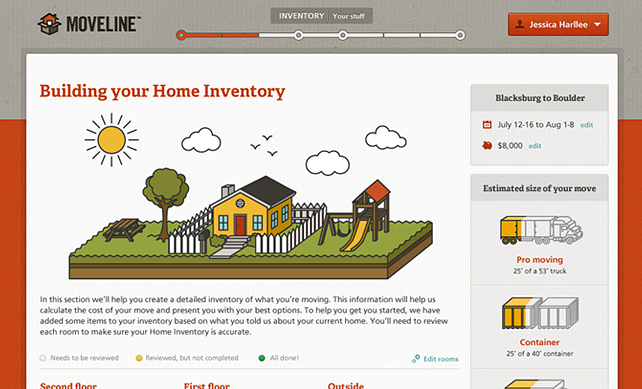 MOVELINE™
INVENTORY Your stuff
Jessica Harllee
Building your Home Inventory
In this section we'll help you create a detailed inventory of what you're moving. This information will help us
calculate the cost of your move and present you with your best options. To help you get you started, we have
added some items to your inventory based on what you told us about your current home. You'll need to review
each room to make sure your Home Inventory is accurate.
Needs to be reviewed
Reviewed, but not completed
All done!
Edit rooms
Second floor
First floor
Outside
Blacksburg to Boulder
July 12-16 to Aug 1-8 edit
$8,000 edit
Estimated size of your move
Pro moving
25' of a 53' truck
Container
25' of a 40' container